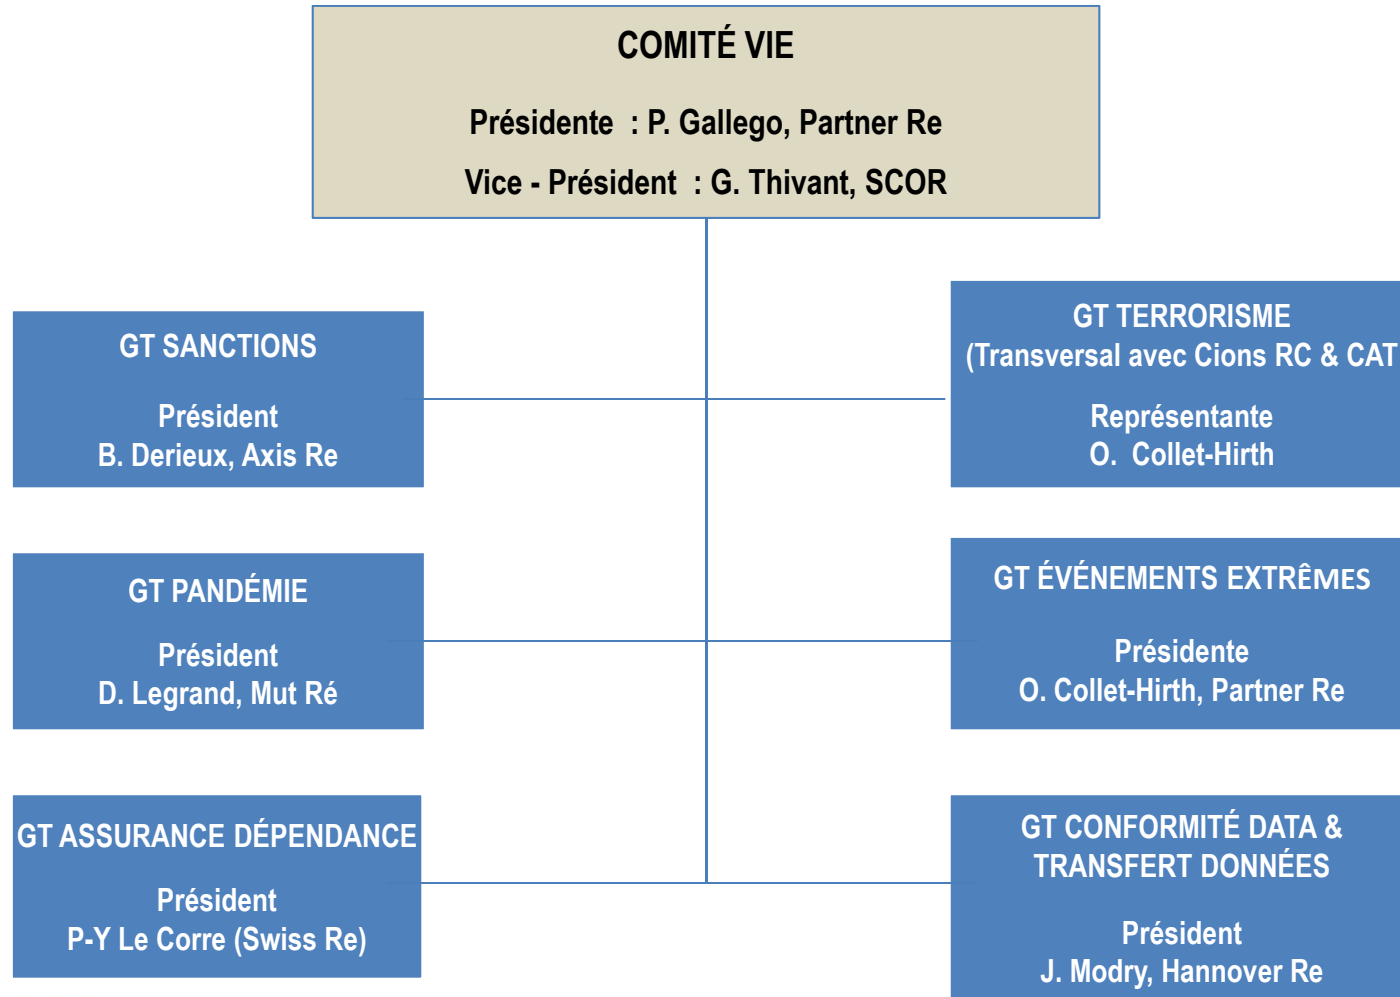 COMITÉ VIE
Présidente : P. Gallego, Partner Re
Vice - Président : G. Thivant, SCOR
GT SANCTIONS
Président
B. Derieux, Axis Re
GT TERRORISME
(Transversal avec Cions RC & CAT
Représentante
O. Collet-Hirth
GT PANDÉMIE
Président
D. Legrand, Mut Ré
GT ÉVÉNEMENTS EXTRÊMES
Présidente
O. Collet-Hirth, Partner Re
GT ASSURANCE DÉPENDANCE
Président
P-Y Le Corre (Swiss Re)
GT CONFORMITÉ DATA &
TRANSFERT DONNÉES
Président
J. Modry, Hannover Re